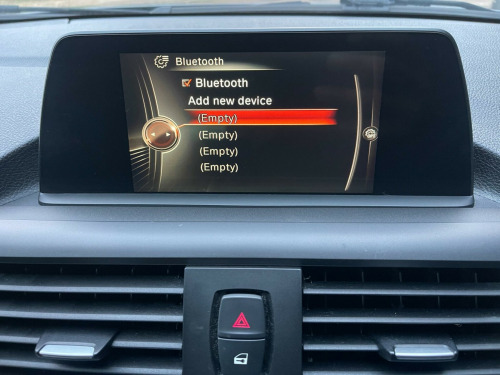 Bluetooth
Bluetooth
Add new device
(Empty)
(Empty)
(Empty)
(Empty)